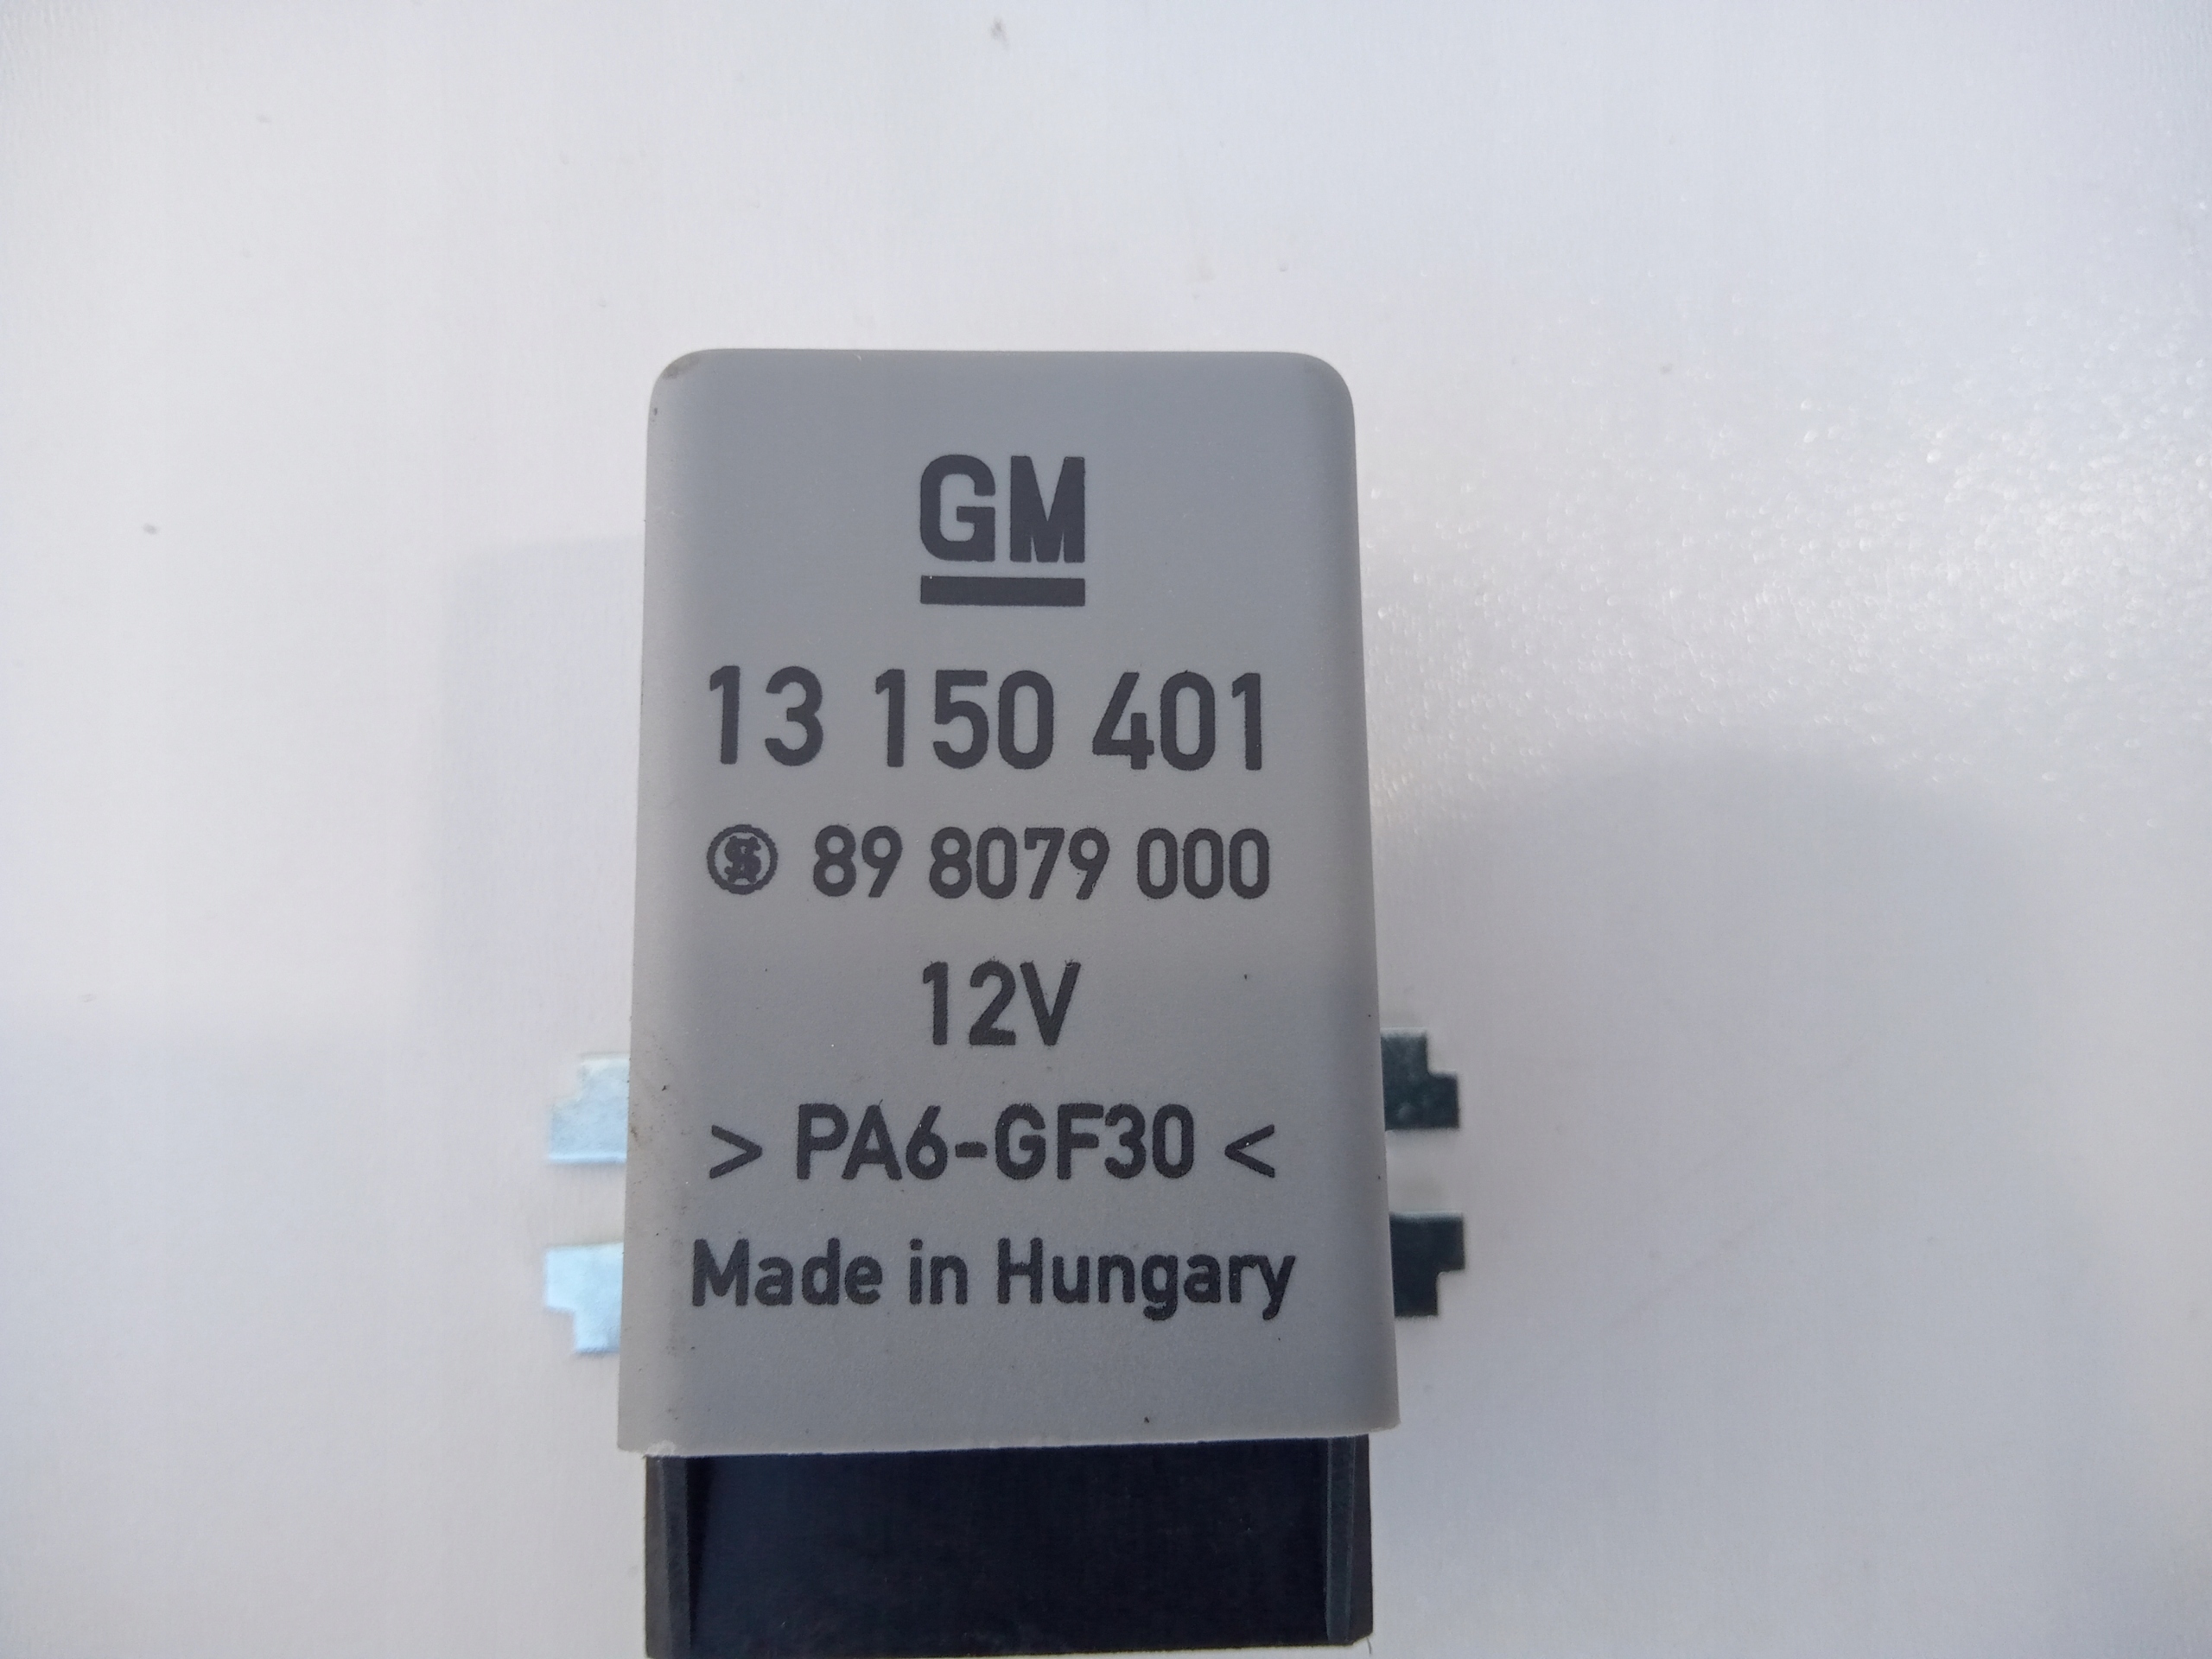 GM
13 150 401
89 8079 000
12V
> PA6-GF30 <
Made in Hungary